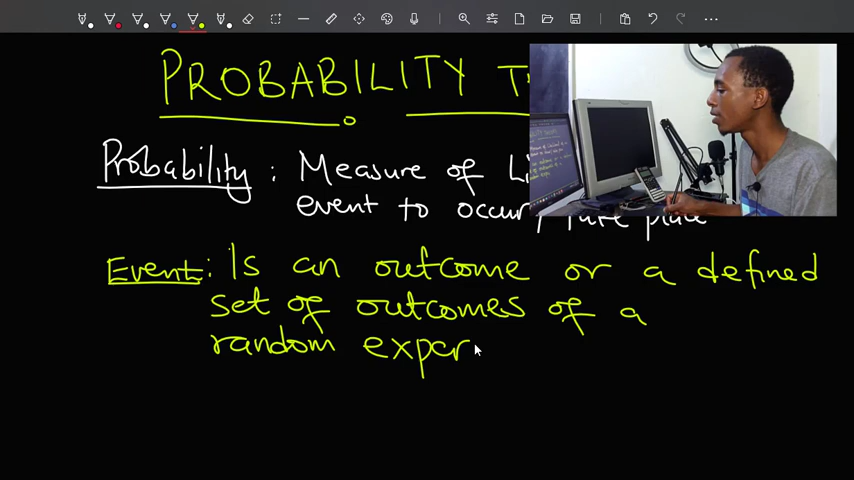 PROBABILITY T
Probability : Measure of Li
event to occur/ take place
Event: Is an outcome or a defined
set of outcomes of a
random exper